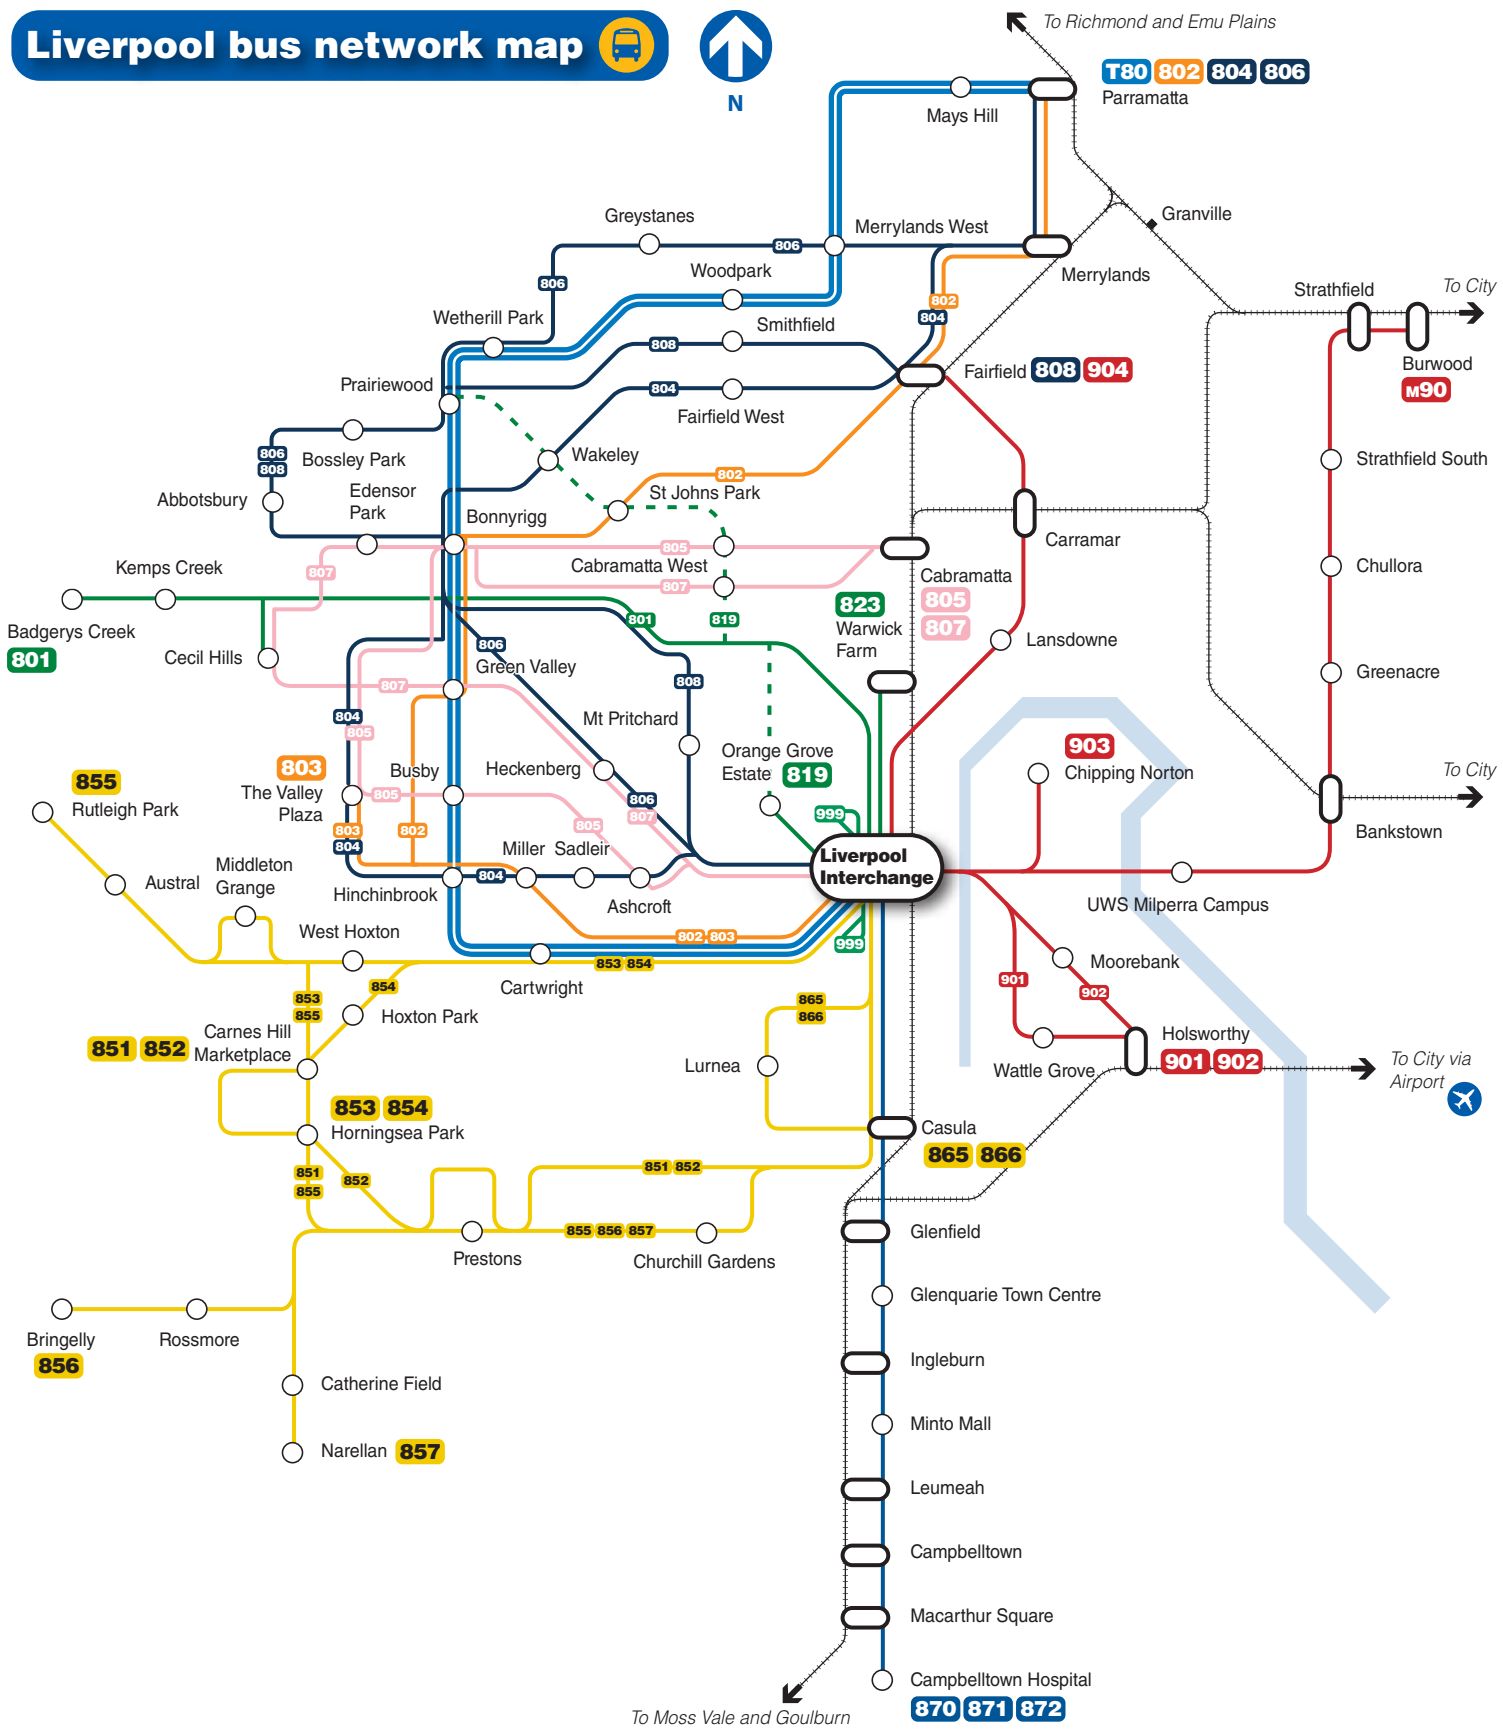 Liverpool bus network map
N
To Richmond and Emu Plains
T80 802 804 806
Parramatta
Mays Hill
Granville
Greystanes
806
Merrylands West
Merrylands
Woodpark
806
To City
Strathfield
802
804
Wetherill Park
Smithfield
808
Burwood
M90
Fairfield 808 904
Prairiewood
804
Fairfield West
806
808
Bossley Park
Wakeley
Strathfield South
802
Abbotsbury
Edensor
Park
St Johns Park
Bonnyrigg
Carramar
805
Cabramatta West
807
807
Kemps Creek
Chullora
Cabramatta
805
807
823
Warwick
Farm
801
819
Badgerys Creek
801
Cecil Hills
806
Green Valley
Lansdowne
Greenacre
807
808
804
805
Mt Pritchard
Orange Grove
Estate 819
903
Chipping Norton
To City
803
The Valley
Plaza
Busby
Heckenberg
855
Rutleigh Park
805
806
807
805
803
804
802
999
Liverpool
Interchange
Bankstown
Miller
Sadleir
Middleton
Grange
Austral
Hinchinbrook
804
Ashcroft
UWS Milperra Campus
West Hoxton
802 803
999
853 854
Cartwright
Moorebank
901
902
854
853
855
865
866
Hoxton Park
Carnes Hill
Marketplace
851 852
Holsworthy
901 902
Lurnea
Wattle Grove
To City via
Airport
853 854
Horningsea Park
Casula
865 866
851
855
852
851 852
855 856 857
Prestons
Churchill Gardens
Glenfield
Glenquarie Town Centre
Bringelly
856
Rossmore
Ingleburn
Catherine Field
Minto Mall
Narellan 857
Leumeah
Campbelltown
Macarthur Square
Campbelltown Hospital
870 871 872
To Moss Vale and Goulburn